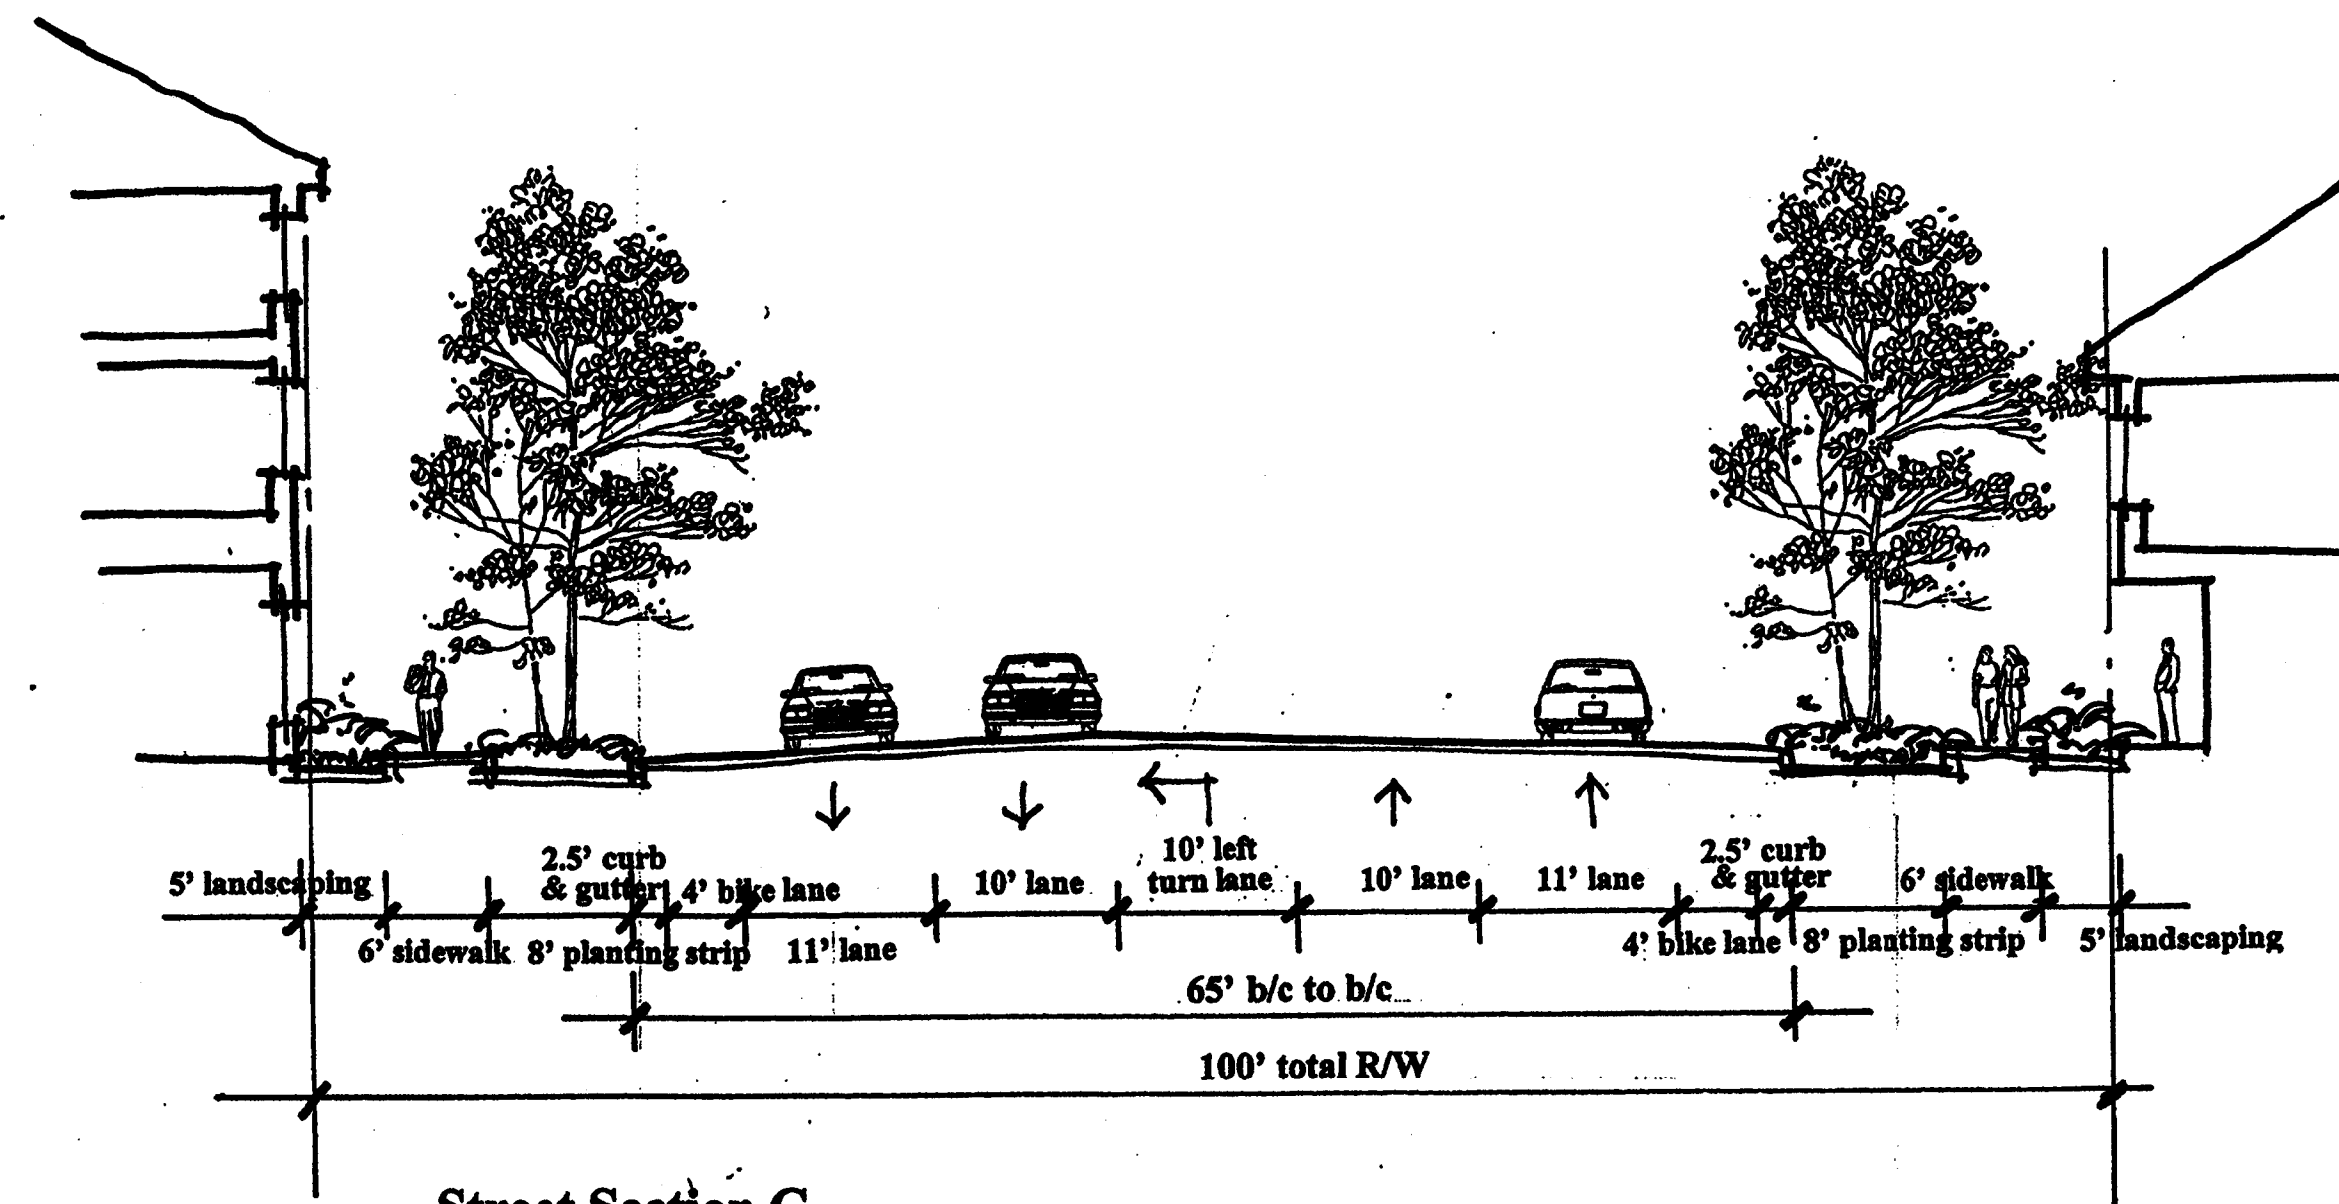 2.5’ curb
& gutter
10’ left
turn lane
2.5’ curb
& gutter
5’ landscaping
4’ bike lane
10’ lane
10’ lane
11’ lane
6’ sidewalk
6’ sidewalk
8’ planting strip
11’ lane
4’ bike lane
8’ planting strip
5’ landscaping
65’ b/c to b/c
100’ total R/W
Street Section C